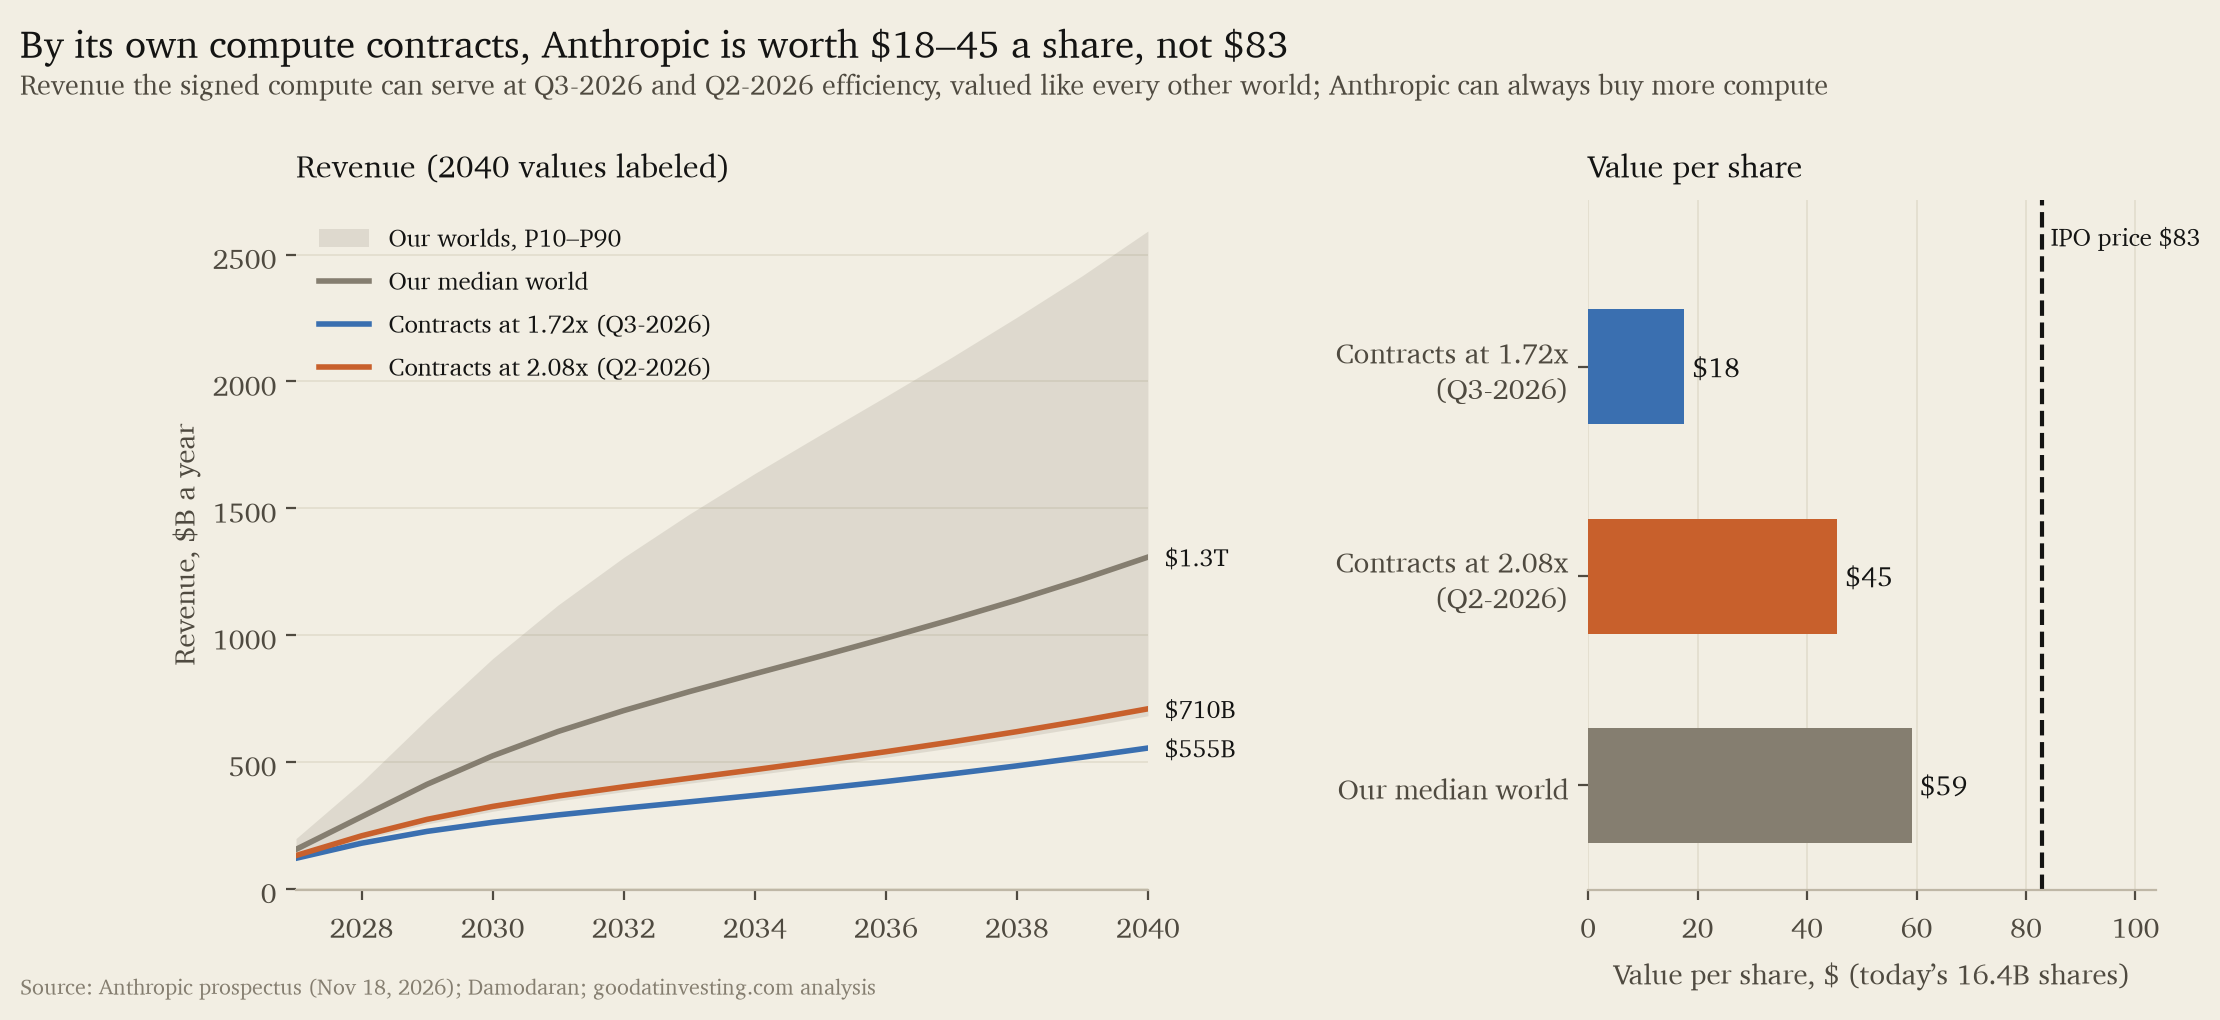 By its own compute contracts, Anthropic is worth $18–45 a share, not $83
Revenue the signed compute can serve at Q3-2026 and Q2-2026 efficiency, valued like every other world; Anthropic can always buy more compute
Revenue (2040 values labeled)
Our worlds, P10–P90
Our median world
Contracts at 1.72x (Q3-2026)
Contracts at 2.08x (Q2-2026)
Revenue, $B a year
2500
2000
1500
1000
500
0
$1.3T
$710B
$555B
2028
2030
2032
2034
2036
2038
2040
Value per share
IPO price $83
Contracts at 1.72x
(Q3-2026)
$18
Contracts at 2.08x
(Q2-2026)
$45
Our median world
$59
0
20
40
60
80
100
Value per share, $ (today’s 16.4B shares)
Source: Anthropic prospectus (Nov 18, 2026); Damodaran; goodatinvesting.com analysis